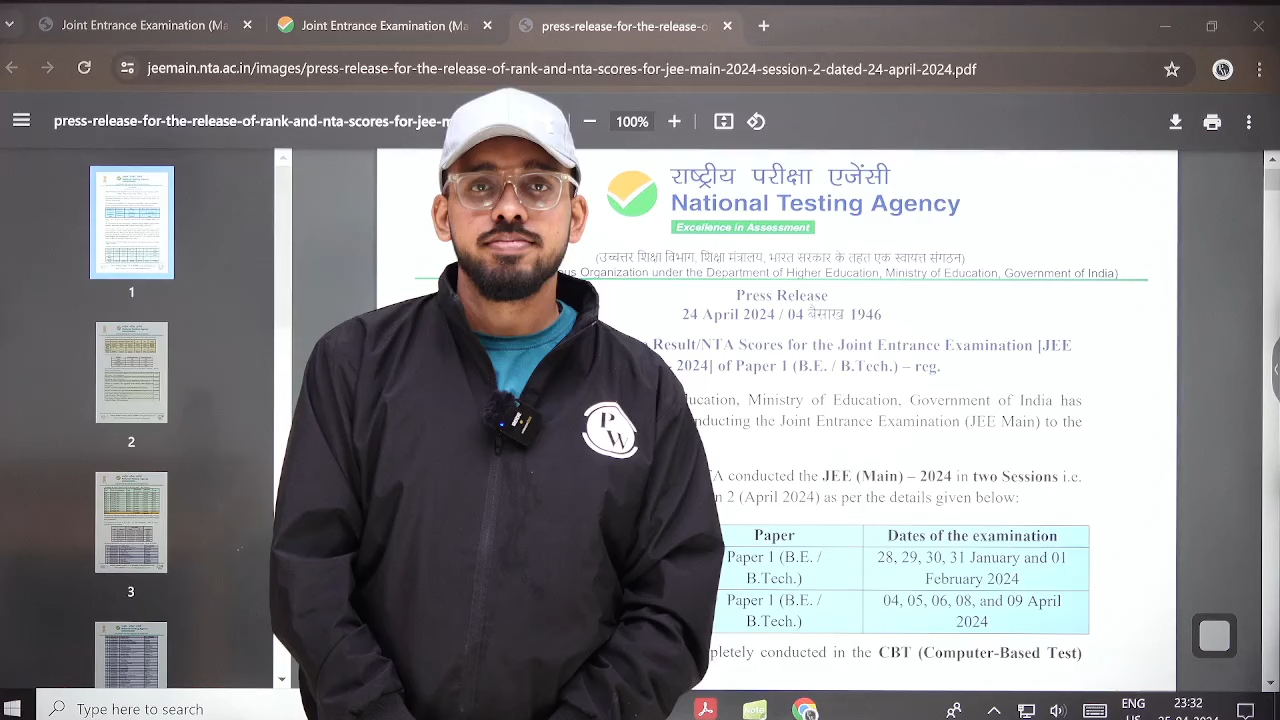 Joint Entrance Examination (Ma
Joint Entrance Examination (Ma
press-release-for-the-release-o
jeemain.nta.ac.in/images/press-release-for-the-release-of-rank-and-nta-scores-for-jee-main-2024-session-2-dated-24-april-2024.pdf
press-release-for-the-release-of-rank-and-nta-scores-for-jee-m
100%
राष्ट्रीय परीक्षा एजेंसी
National Testing Agency
Excellence in Assessment
(उच्चतर शिक्षा विभाग, शिक्षा मंत्रालय, भारत सरकार के तहत एक स्वायत्त संगठन)
us Organization under the Department of Higher Education, Ministry of Education, Government of India)
Press Release
24 April 2024 / 04 बैसाख 1946
Result/NTA Scores for the Joint Entrance Examination [JEE
2024] of Paper 1 (B.E. / B.Tech.) – reg.
ducation, Ministry of Education, Government of India has
nducting the Joint Entrance Examination (JEE Main) to the
TA conducted the JEE (Main) – 2024 in two Sessions i.e.
n 2 (April 2024) as per the details given below:
Paper Dates of the examination
Paper 1 (B.E. / B.Tech.) 28, 29, 30, 31 January and 01 February 2024
Paper 1 (B.E. / B.Tech.) 04, 05, 06, 08, and 09 April 2024
pletely conducted in the CBT (Computer-Based Test)
1
2
3
PW
Type here to search
ENG
23:32